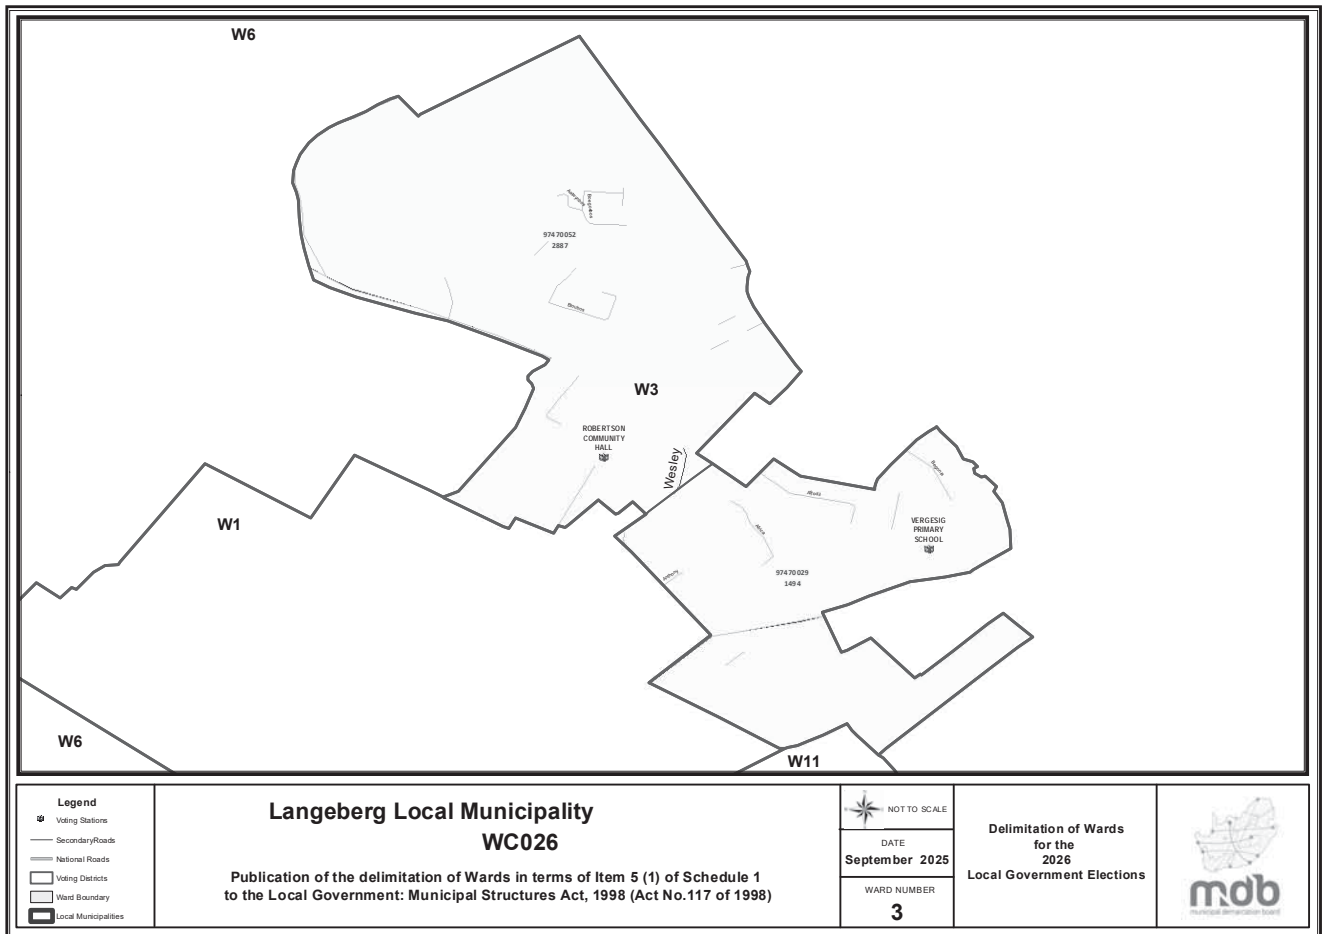 W6
97470052
2887
W3
ROBERTSON
COMMUNITY
HALL
Wesley
W1
VERGESIG
PRIMARY
SCHOOL
Anthony
97470029
1494
W6
W11
Legend
Voting Stations
SecondaryRoads
National Roads
Voting Districts
Ward Boundary
Local Municipalities
Langeberg Local Municipality
WC026
Publication of the delimitation of Wards in terms of Item 5 (1) of Schedule 1
to the Local Government: Municipal Structures Act, 1998 (Act No.117 of 1998)
NOT TO SCALE
DATE
September 2025
WARD NUMBER
3
Delimitation of Wards
for the
2026
Local Government Elections
mdb
municipal demarcation board